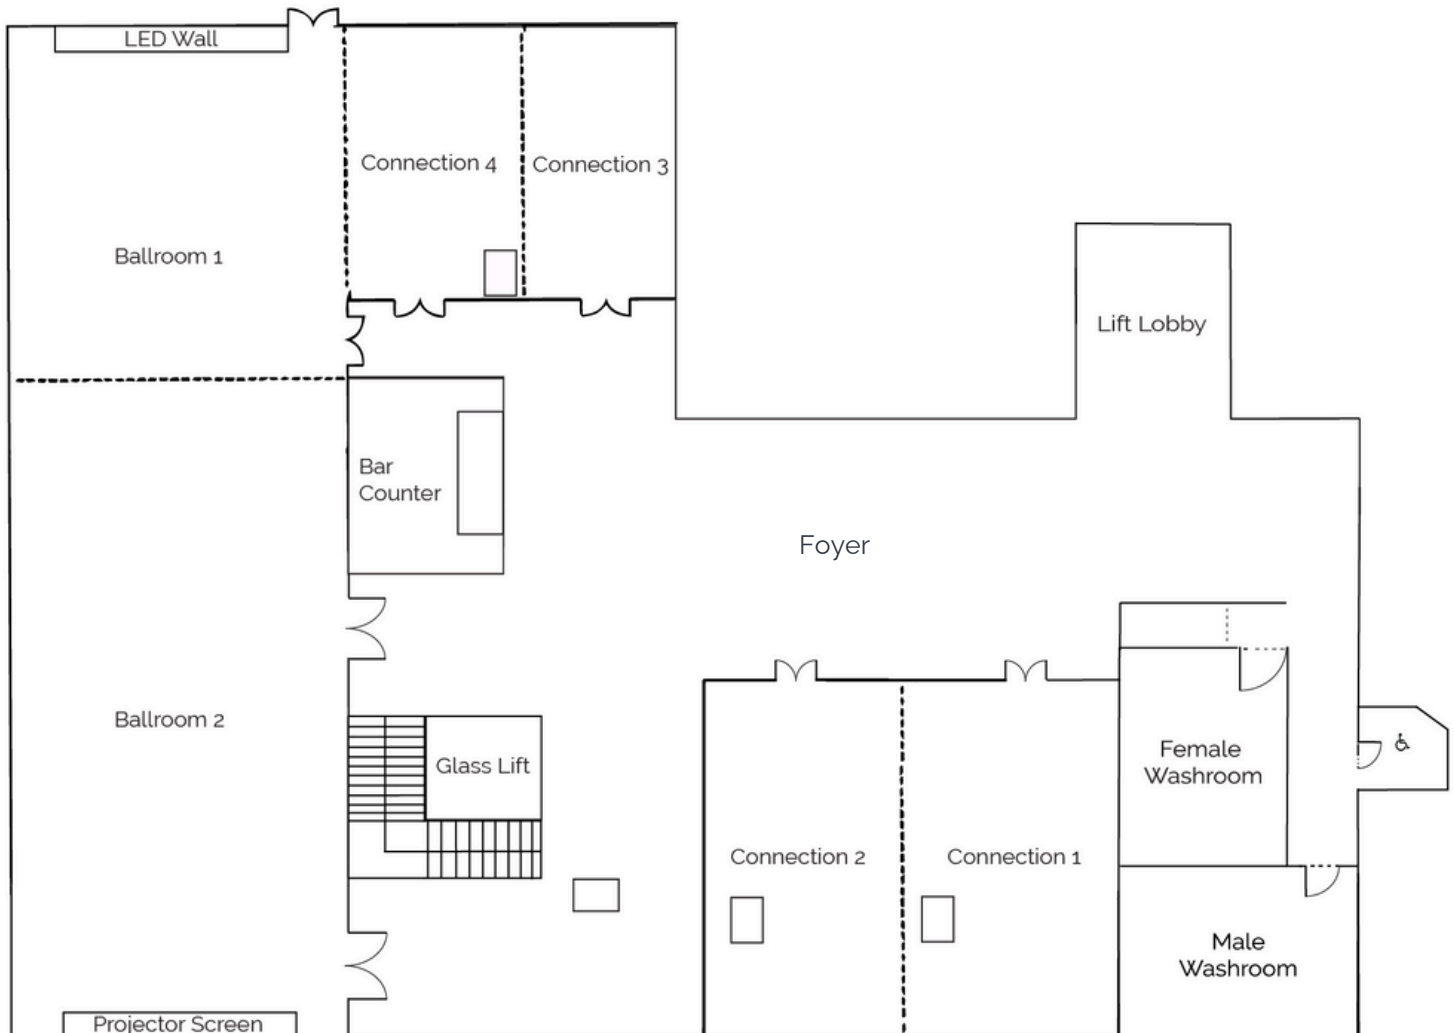 LED Wall
Connection 4
Connection 3
Ballroom 1
Lift Lobby
Bar
Counter
Foyer
Ballroom 2
Glass Lift
Female
Washroom
Connection 2
Connection 1
Male
Washroom
Projector Screen